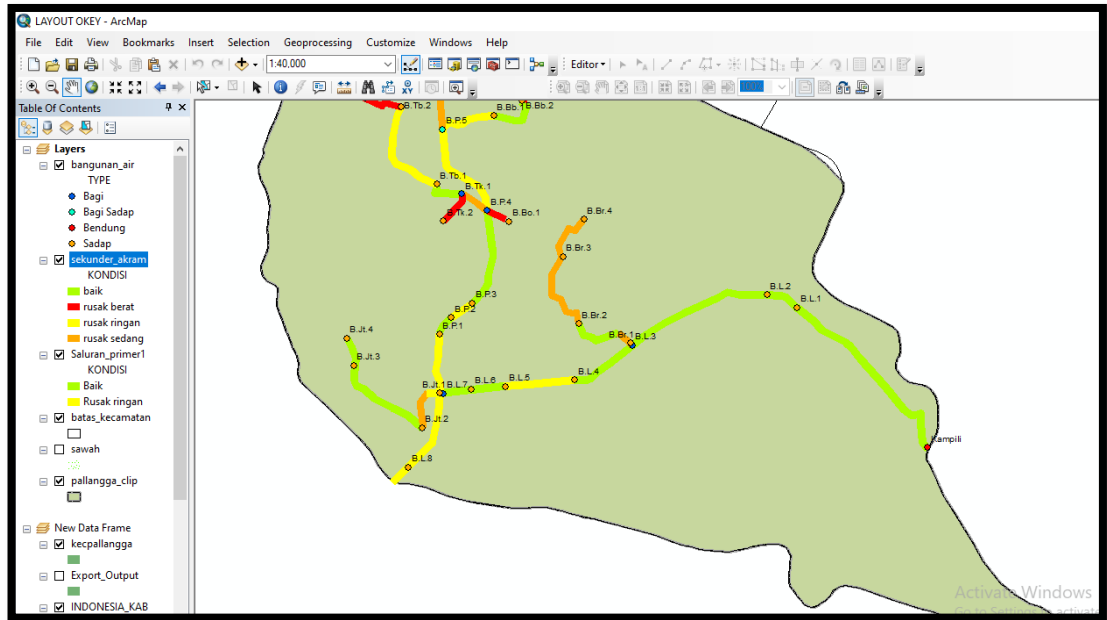 LAYOUT OKEY - ArcMap
File Edit View Bookmarks Insert Selection Geoprocessing Customize Windows Help
1:40,000
Editor
Table Of Contents
Layers
bangunan_air
TYPE
Bagi
Bagi Sadap
Bendung
Sadap
sekunder_akram
KONDISI
baik
rusak berat
rusak ringan
rusak sedang
Saluran_primer1
KONDISI
Baik
Rusak ringan
batas_kecamatan
sawah
pallangga_clip
New Data Frame
kecpallangga
Export_Output
INDONESIA_KAB
B.Tb.2
B.Bb.1
B.Bb.2
B.P.5
B.Tb.1
B.Tk.1
B.P.4
B.Tk.2
B.Bo.1
B.Br.4
B.Br.3
B.L.2
B.P.3
B.L.1
B.P.2
B.Br.2
B.P.1
B.Jt.4
B.Br.1
B.L.3
B.Jt.3
B.L.4
B.L.5
B.L.6
B.Jt.1
B.L.7
B.Jt.2
Kampili
B.L.8
Activate Windows
Go to Settings to activate